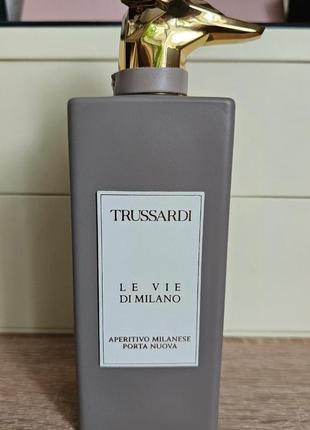 TRUSSARDI
LE VIE
DI MILANO
APERITIVO MILANESE
PORTA NUOVA